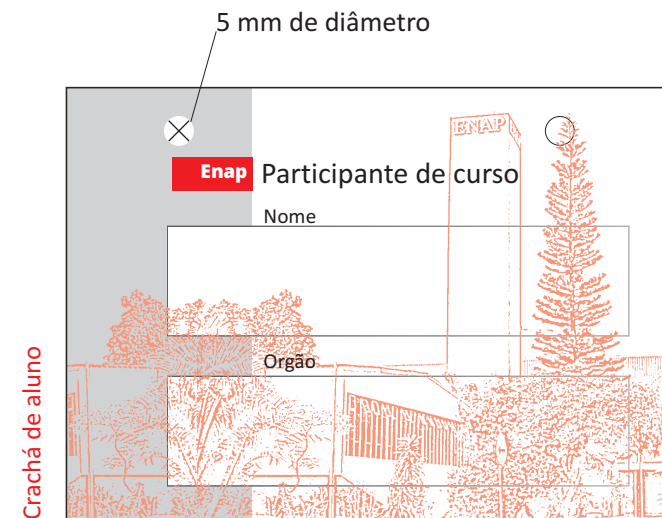 5 mm de diâmetro
ENAP
Enap Participante de curso
Nome
Orgão
Crachá de aluno